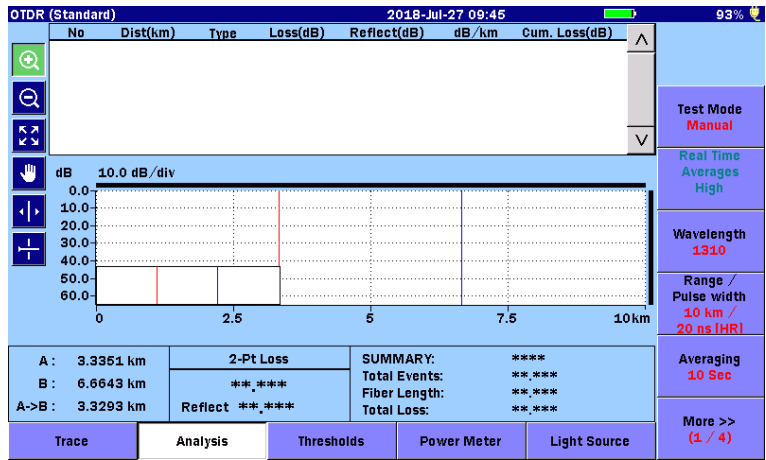 OTDR (Standard) 2018-Jul-27 09:45 93%
No Dist(km) Type Loss(dB) Reflect(dB) dB/km Cum. Loss(dB)
Test Mode
Manual
Real Time
Averages
High
Wavelength
1310
Range /
Pulse width
10 km /
20 ns [HR]
Averaging
10 Sec
More >>
(1 / 4)
dB 10.0 dB/div
0.0
10.0
20.0
30.0
40.0
50.0
60.0
0 2.5 5 7.5 10km
A : 3.3351 km
B : 6.6643 km
A->B : 3.3293 km
2-Pt Loss
**.***
Reflect **.***
SUMMARY: ****
Total Events: **.***
Fiber Length: **.***
Total Loss: **.***
Trace Analysis Thresholds Power Meter Light Source